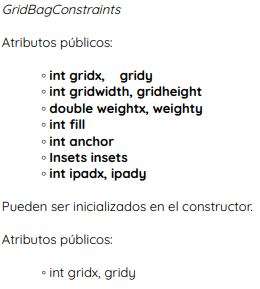 GridBagConstraints
Atributos públicos:
◦ int gridx, gridy
◦ int gridwidth, gridheight
◦ double weightx, weighty
◦ int fill
◦ int anchor
◦ Insets insets
◦ int ipadx, ipady
Pueden ser inicializados en el constructor.
Atributos públicos:
◦ int gridx, gridy